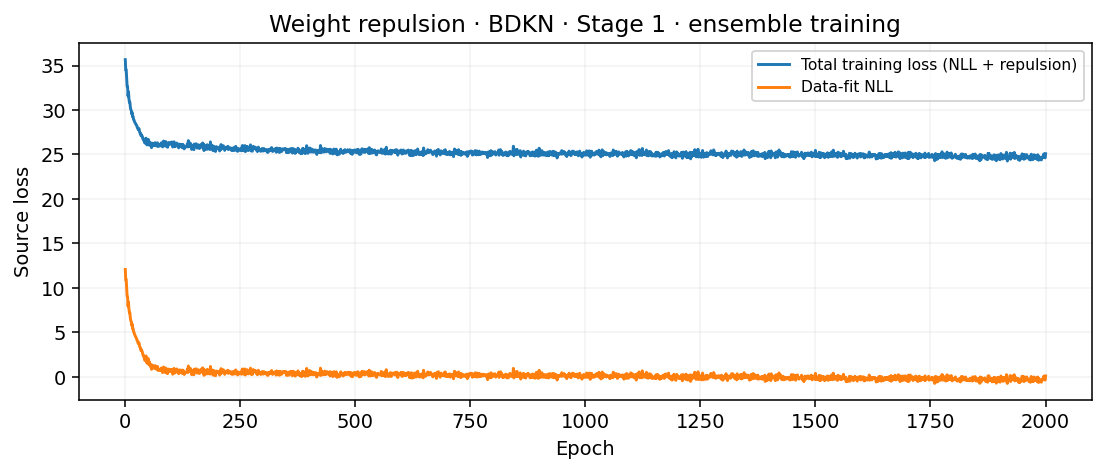 Weight repulsion · BDKN · Stage 1 · ensemble training
Total training loss (NLL + repulsion)
Data-fit NLL
Source loss
35
30
25
20
15
10
5
0
0 250 500 750 1000 1250 1500 1750 2000
Epoch